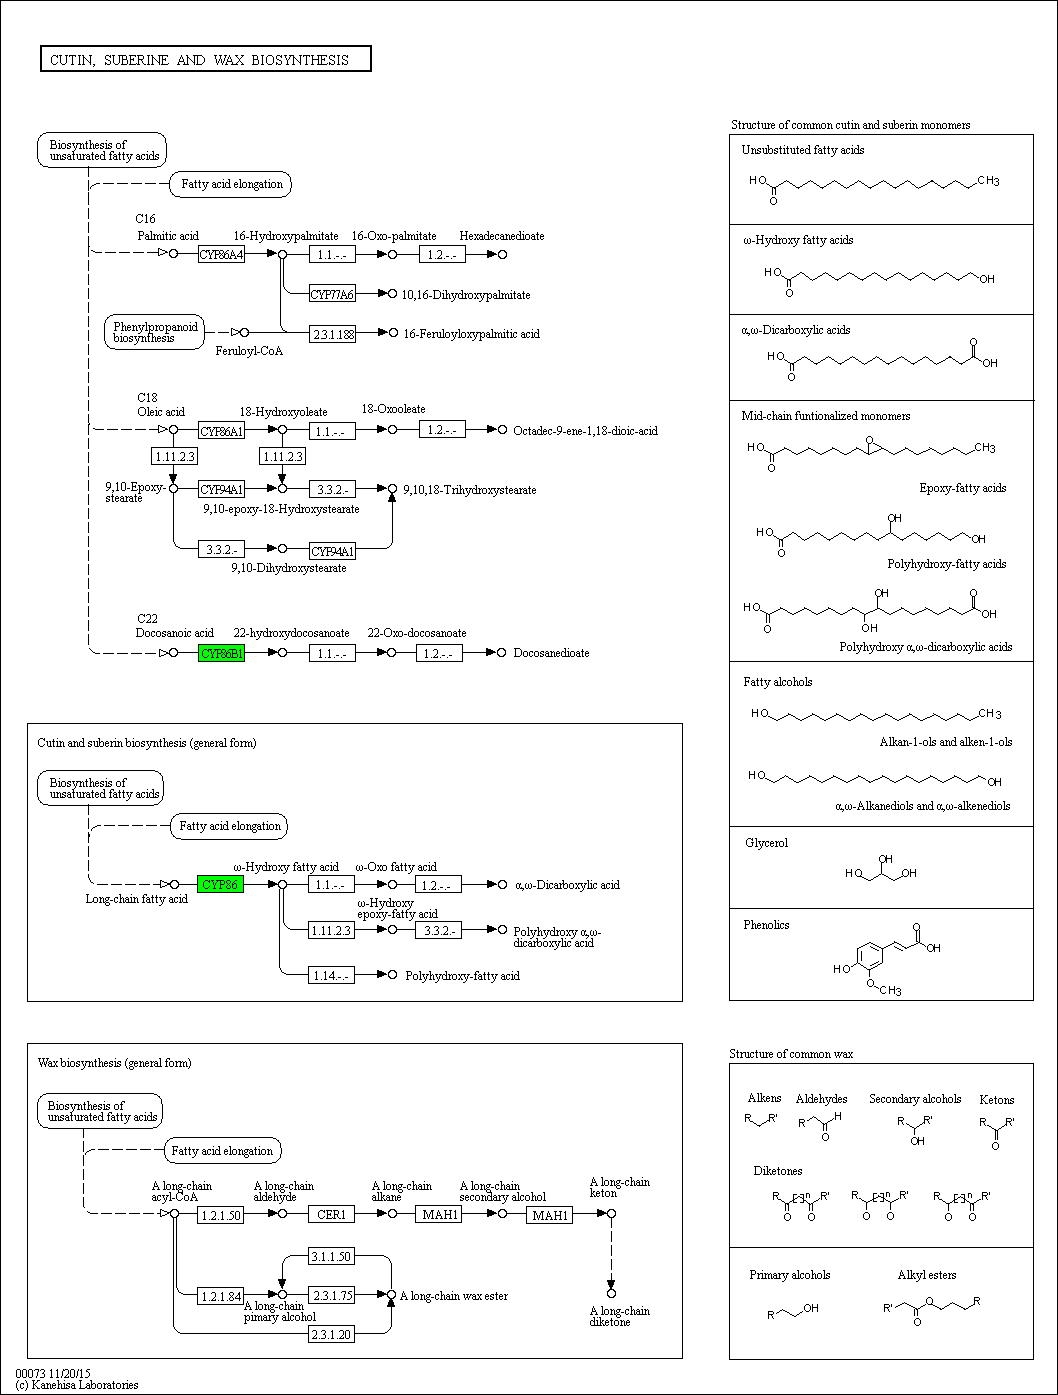 CUTIN, SUBERINE AND WAX BIOSYNTHESIS
Biosynthesis of
unsaturated fatty acids
Fatty acid elongation
C16
Palmitic acid
CYP86A4
16-Hydroxypalmitate
1.1.-.-
16-Oxo-palmitate
1.2.-.-
Hexadecanedioate
CYP77A6
10,16-Dihydroxypalmitate
Phenylpropanoid
biosynthesis
Feruloyl-CoA
2.3.1.188
16-Feruloyloxypalmitic acid
C18
Oleic acid
CYP86A1
18-Hydroxyoleate
1.1.-.-
18-Oxooleate
1.2.-.-
Octadec-9-ene-1,18-dioic-acid
1.11.2.3
1.11.2.3
9,10-Epoxy-
stearate
CYP94A1
9,10-epoxy-18-Hydroxystearate
3.3.2.-
9,10,18-Trihydroxystearate
3.3.2.-
9,10-Dihydroxystearate
CYP94A1
C22
Docosanoic acid
CYP86B1
22-hydroxydocosanoate
1.1.-.-
22-Oxo-docosanoate
1.2.-.-
Docosanedioate
Cutin and suberin biosynthesis (general form)
Biosynthesis of
unsaturated fatty acids
Fatty acid elongation
Long-chain fatty acid
CYP86
ω-Hydroxy fatty acid
1.1.-.-
ω-Oxo fatty acid
1.2.-.-
α,ω-Dicarboxylic acid
1.11.2.3
ω-Hydroxy
epoxy-fatty acid
3.3.2.-
Polyhydroxy α,ω-
dicarboxylic acid
1.14.-.-
Polyhydroxy-fatty acid
Wax biosynthesis (general form)
Biosynthesis of
unsaturated fatty acids
Fatty acid elongation
A long-chain
acyl-CoA
1.2.1.50
A long-chain
aldehyde
CER1
A long-chain
alkane
MAH1
A long-chain
secondary alcohol
MAH1
A long-chain
keton
3.1.1.50
1.2.1.84
A long-chain
pimary alcohol
2.3.1.75
A long-chain wax ester
2.3.1.20
A long-chain
diketone
00073 11/20/15
(c) Kanehisa Laboratories
Structure of common cutin and suberin monomers
Unsubstituted fatty acids
HO O CH3
ω-Hydroxy fatty acids
HO O OH
α,ω-Dicarboxylic acids
HO O O OH
Mid-chain funtionalized monomers
HO O O CH3
Epoxy-fatty acids
HO O OH OH
Polyhydroxy-fatty acids
HO O OH OH O OH
Polyhydroxy α,ω-dicarboxylic acids
Fatty alcohols
HO CH3
Alkan-1-ols and alken-1-ols
HO OH
α,ω-Alkanediols and α,ω-alkenediols
Glycerol
HO OH OH
Phenolics
HO O CH3 O OH
Structure of common wax
Alkens
R R'
Aldehydes
R O H
Secondary alcohols
R OH R'
Ketons
R O R'
Diketones
R O [ ]n O R'
R O [ ]n O R'
R O [ ]n O R'
Primary alcohols
R OH
Alkyl esters
R' O O R